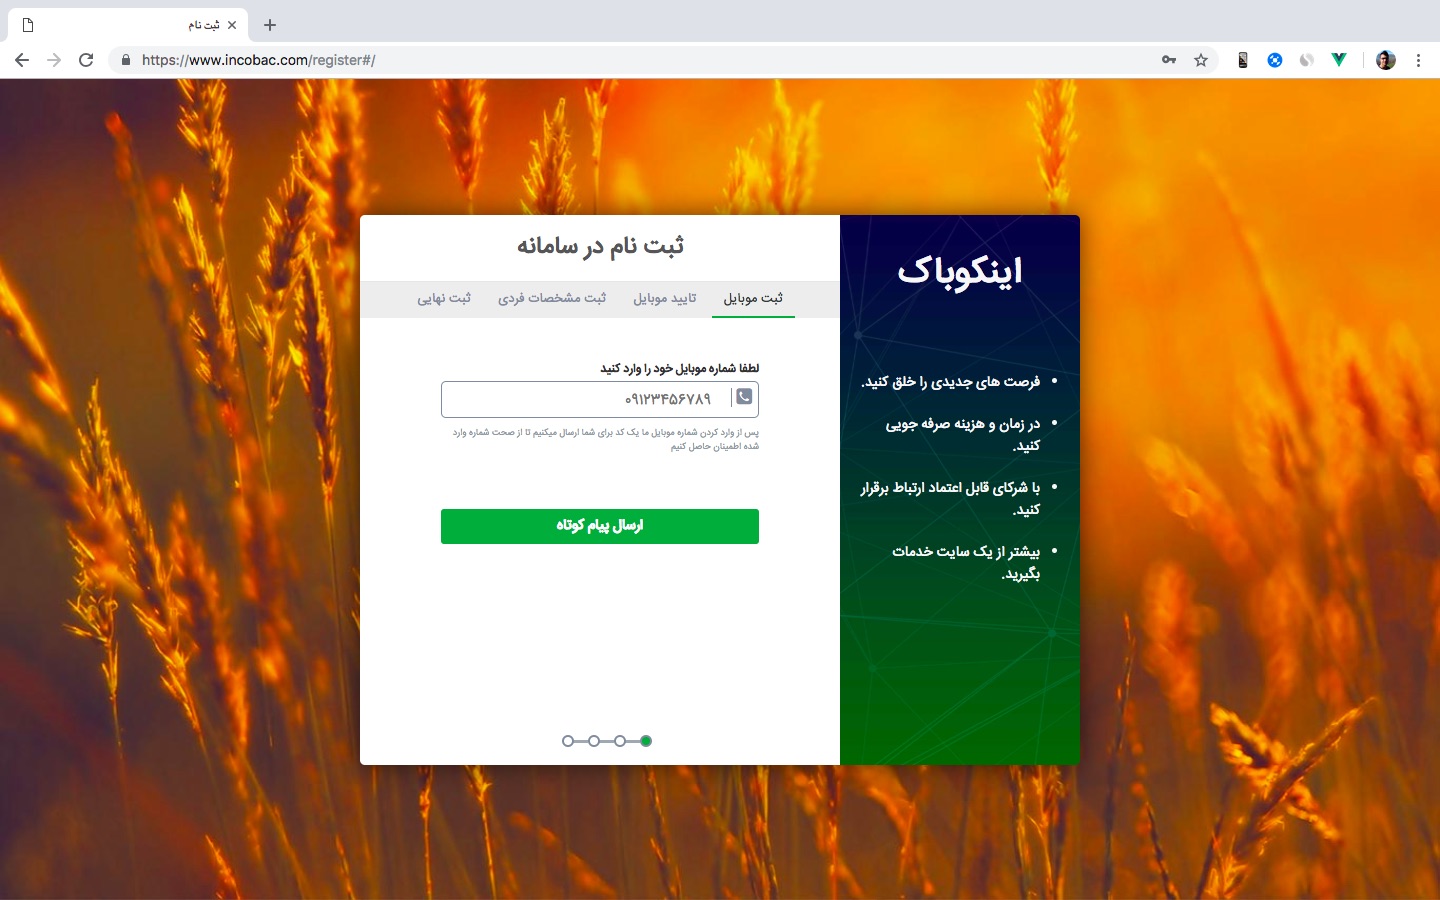 ثبت نام
https://www.incobac.com/register#/
اینکوباک
فرصت های جدیدی را خلق کنید.
در زمان و هزینه صرفه جویی
کنید.
با شرکای قابل اعتماد ارتباط برقرار
کنید.
بیشتر از یک سایت خدمات
بگیرید.
ثبت نام در سامانه
ثبت موبایل تایید موبایل ثبت مشخصات فردی ثبت نهایی
لطفا شماره موبایل خود را وارد کنید
۰۹۱۲۳۴۵۶۷۸۹
پس از وارد کردن شماره موبایل ما یک کد برای شما ارسال میکنیم تا از صحت شماره وارد
شده اطمینان حاصل کنیم
ارسال پیام کوتاه